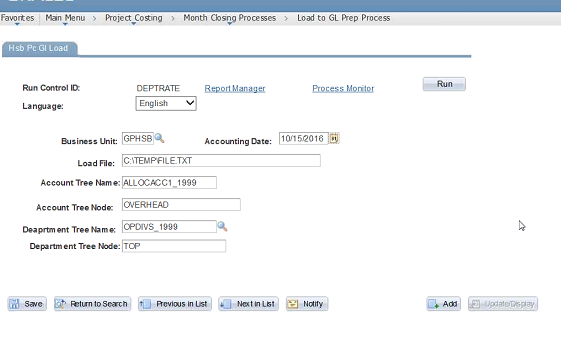 Favorites Main Menu > Project Costing > Month Closing Processes > Load to GL Prep Process
Hsb Pc Gl Load
Run Control ID: DEPTRATE Report Manager Process Monitor Run
Language: English
Business Unit: GPHSB Accounting Date: 10/15/2016
Load File: C:\TEMP\FILE.TXT
Account Tree Name: ALLOCACC1_1999
Account Tree Node: OVERHEAD
Deaprtment Tree Name: OPDIVS_1999
Department Tree Node: TOP
Save Return to Search Previous in List Next in List Notify Add Update/Display